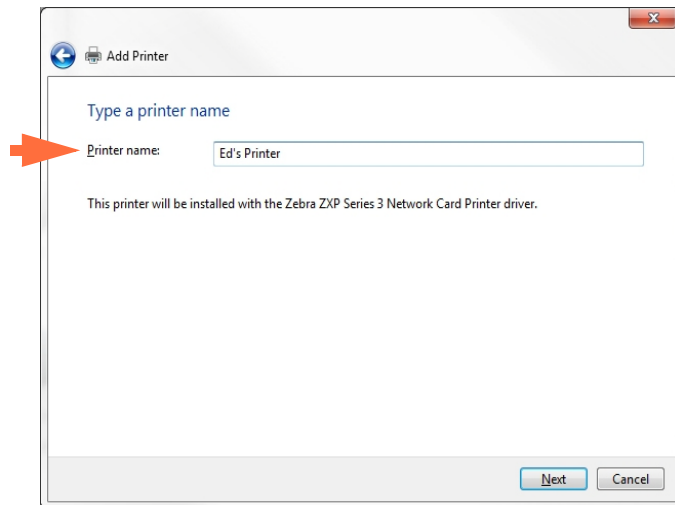 Add Printer
Type a printer name
Printer name:
Ed's Printer
This printer will be installed with the Zebra ZXP Series 3 Network Card Printer driver.
Next
Cancel